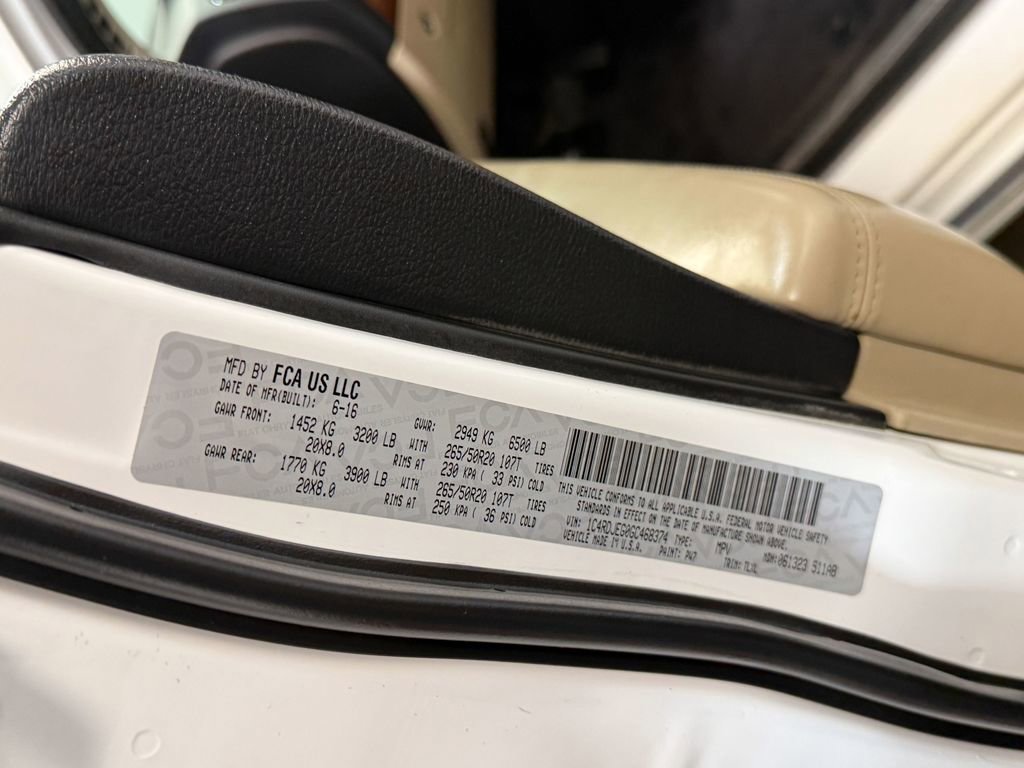 MFD BY FCA US LLC
DATE OF MFR(BUILT): 6-16
GVWR: 2949 KG 6500 LB
GAWR FRONT: 1452 KG 3200 LB WITH 265/50R20 107T TIRES
20X8.0 RIMS AT 230 KPA ( 33 PSI) COLD
GAWR REAR: 1770 KG 3900 LB WITH 265/50R20 107T TIRES
20X8.0 RIMS AT 250 KPA ( 36 PSI) COLD
THIS VEHICLE CONFORMS TO ALL APPLICABLE U.S.A. FEDERAL MOTOR VEHICLE SAFETY
STANDARDS IN EFFECT ON THE DATE OF MANUFACTURE SHOWN ABOVE.
VIN: 1C4RDJEG0GC468374 TYPE: MPV
VEHICLE MADE IN U.S.A. PAINT: PW7 TRIM: TLXL MDH: 061323 511AB